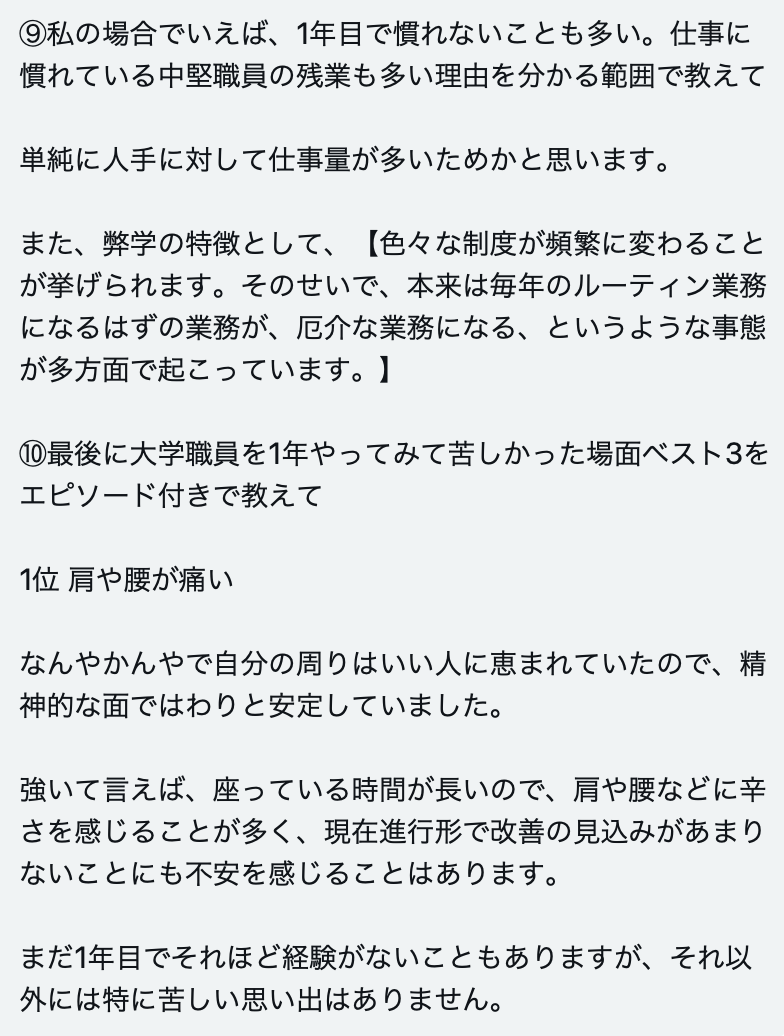 ⑨私の場合でいえば、1年目で慣れないことも多い。仕事に
慣れている中堅職員の残業も多い理由を分かる範囲で教えて
単純に人手に対して仕事量が多いためかと思います。
また、弊学の特徴として、【色々な制度が頻繁に変わること
が挙げられます。そのせいで、本来は毎年のルーティン業務
になるはずの業務が、厄介な業務になる、というような事態
が多方面で起こっています。】
⑩最後に大学職員を1年やってみて苦しかった場面ベスト3を
エピソード付きで教えて
1位 肩や腰が痛い
なんやかんやで自分の周りはいい人に恵まれていたので、精
神的な面ではわりと安定していました。
強いて言えば、座っている時間が長いので、肩や腰などに辛
さを感じることが多く、現在進行形で改善の見込みがあまり
ないことにも不安を感じることはあります。
まだ1年目でそれほど経験がないこともありますが、それ以
外には特に苦しい思い出はありません。